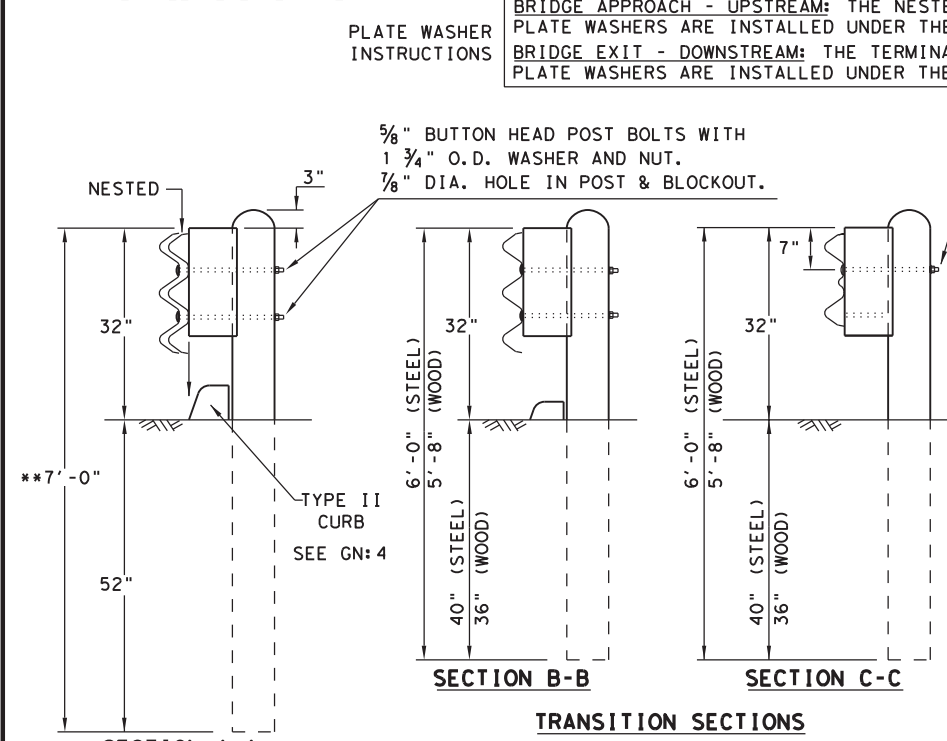 BRIDGE APPROACH - UPSTREAM: THE NESTE
PLATE WASHERS ARE INSTALLED UNDER THE
BRIDGE EXIT - DOWNSTREAM: THE TERMINA
PLATE WASHERS ARE INSTALLED UNDER THE
PLATE WASHER
INSTRUCTIONS
5/8" BUTTON HEAD POST BOLTS WITH
1 3/4" O.D. WASHER AND NUT.
7/8" DIA. HOLE IN POST & BLOCKOUT.
NESTED
3"
32"
**7'-0"
52"
TYPE II
CURB
SEE GN:4
32"
6'-0" (STEEL)
5'-8" (WOOD)
40" (STEEL)
36" (WOOD)
SECTION B-B
7"
32"
6'-0" (STEEL)
5'-8" (WOOD)
40" (STEEL)
36" (WOOD)
SECTION C-C
TRANSITION SECTIONS